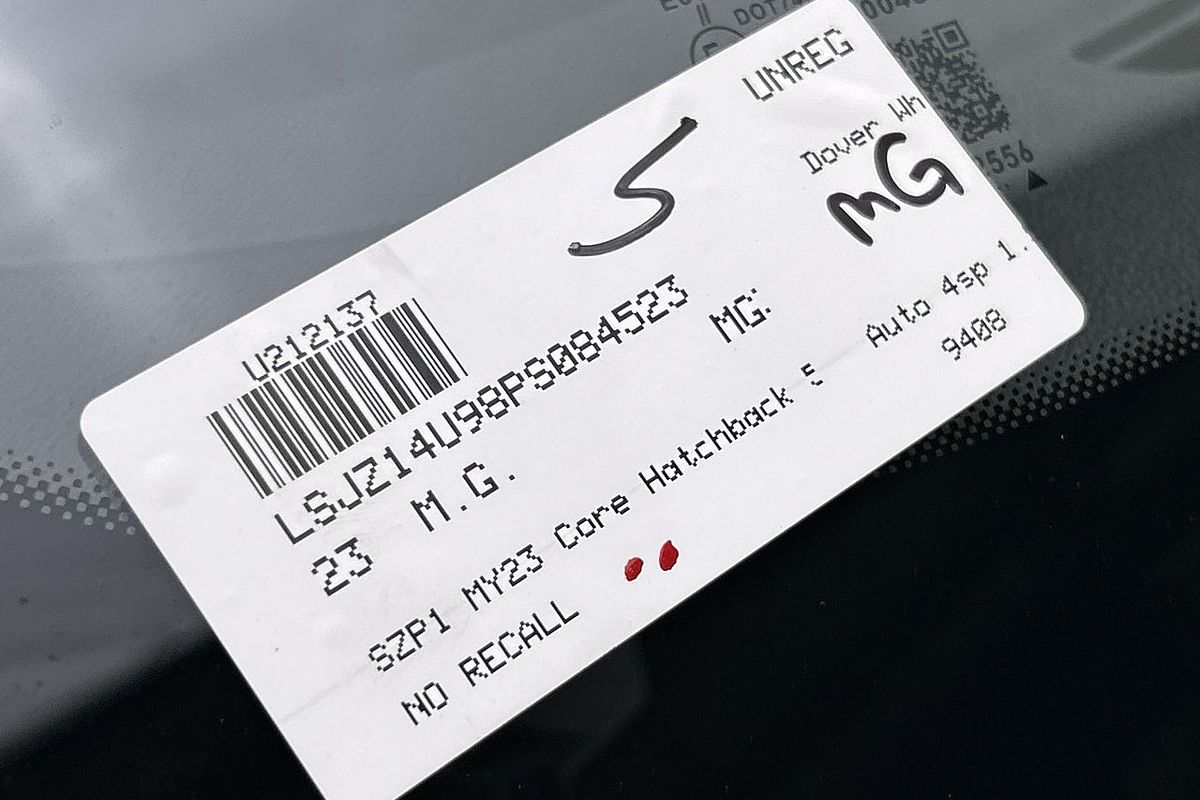 UNREG
S
Dover Wh
MG
U212137
LSJZ14U98PS084523
23 M.G. MG
SZP1 MY23 Core Hatchback 5 Auto 4sp 1.
NO RECALL
9408
2556